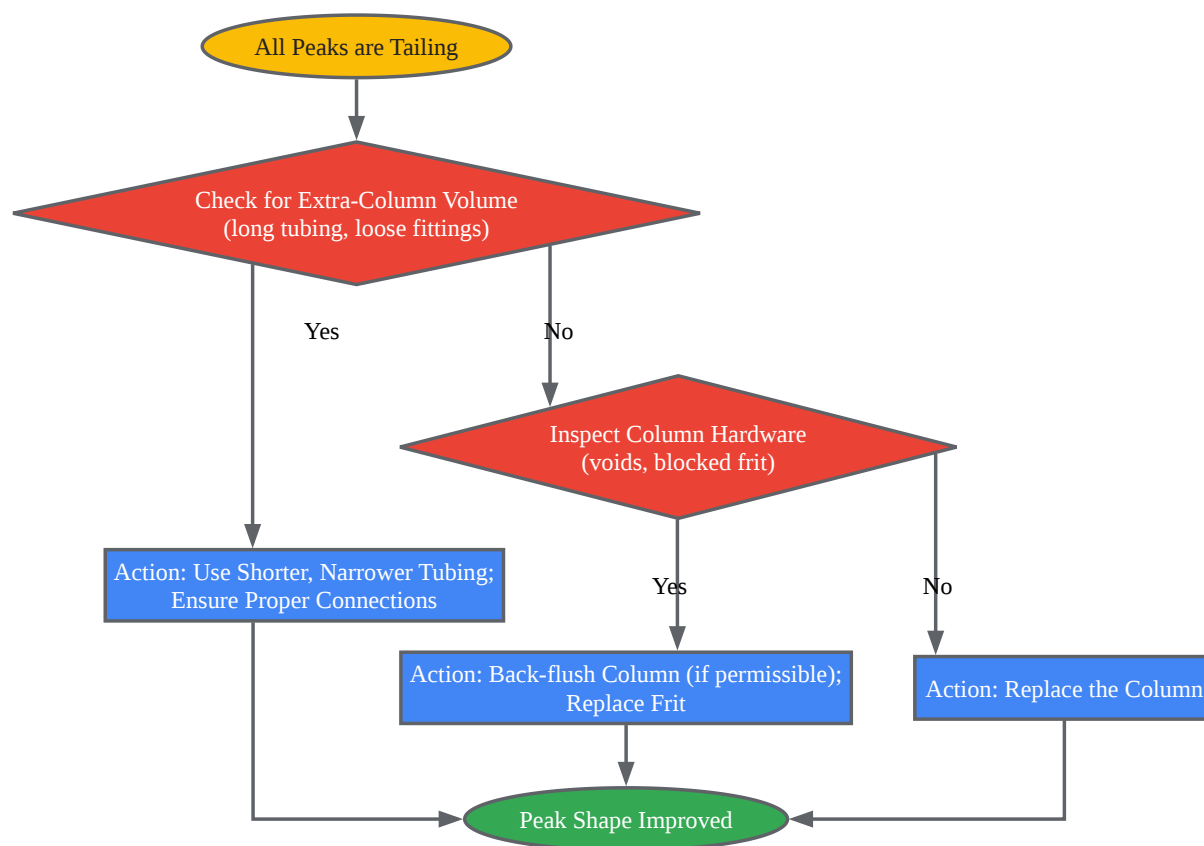 All Peaks are Tailing
Check for Extra-Column Volume
(long tubing, loose fittings)
Yes
No
Inspect Column Hardware
(voids, blocked frit)
Action: Use Shorter, Narrower Tubing;
Ensure Proper Connections
Yes
No
Action: Back-flush Column (if permissible);
Replace Frit
Action: Replace the Column
Peak Shape Improved